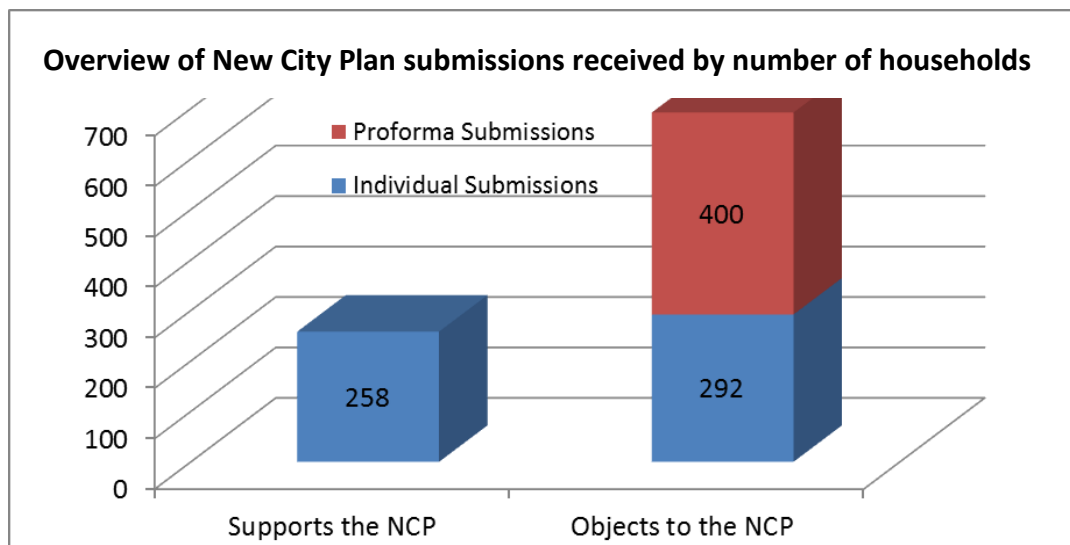 Overview of New City Plan submissions received by number of households
700
Proforma Submissions
600
Individual Submissions
500
400
400
300
258
292
200
100
0
Supports the NCP
Objects to the NCP